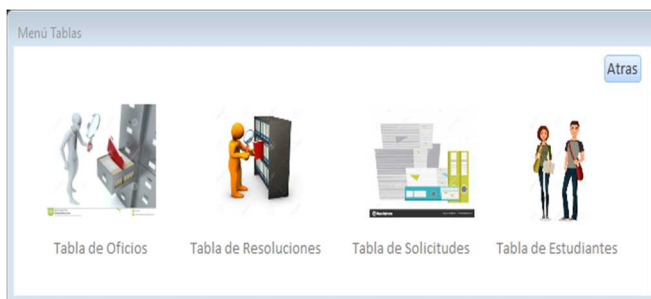 Menú Tablas
Atras
Tabla de Oficios
Tabla de Resoluciones
Tabla de Solicitudes
Tabla de Estudiantes